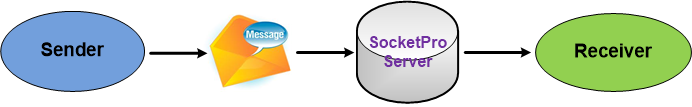 Sender
Message
SocketPro
Server
Receiver